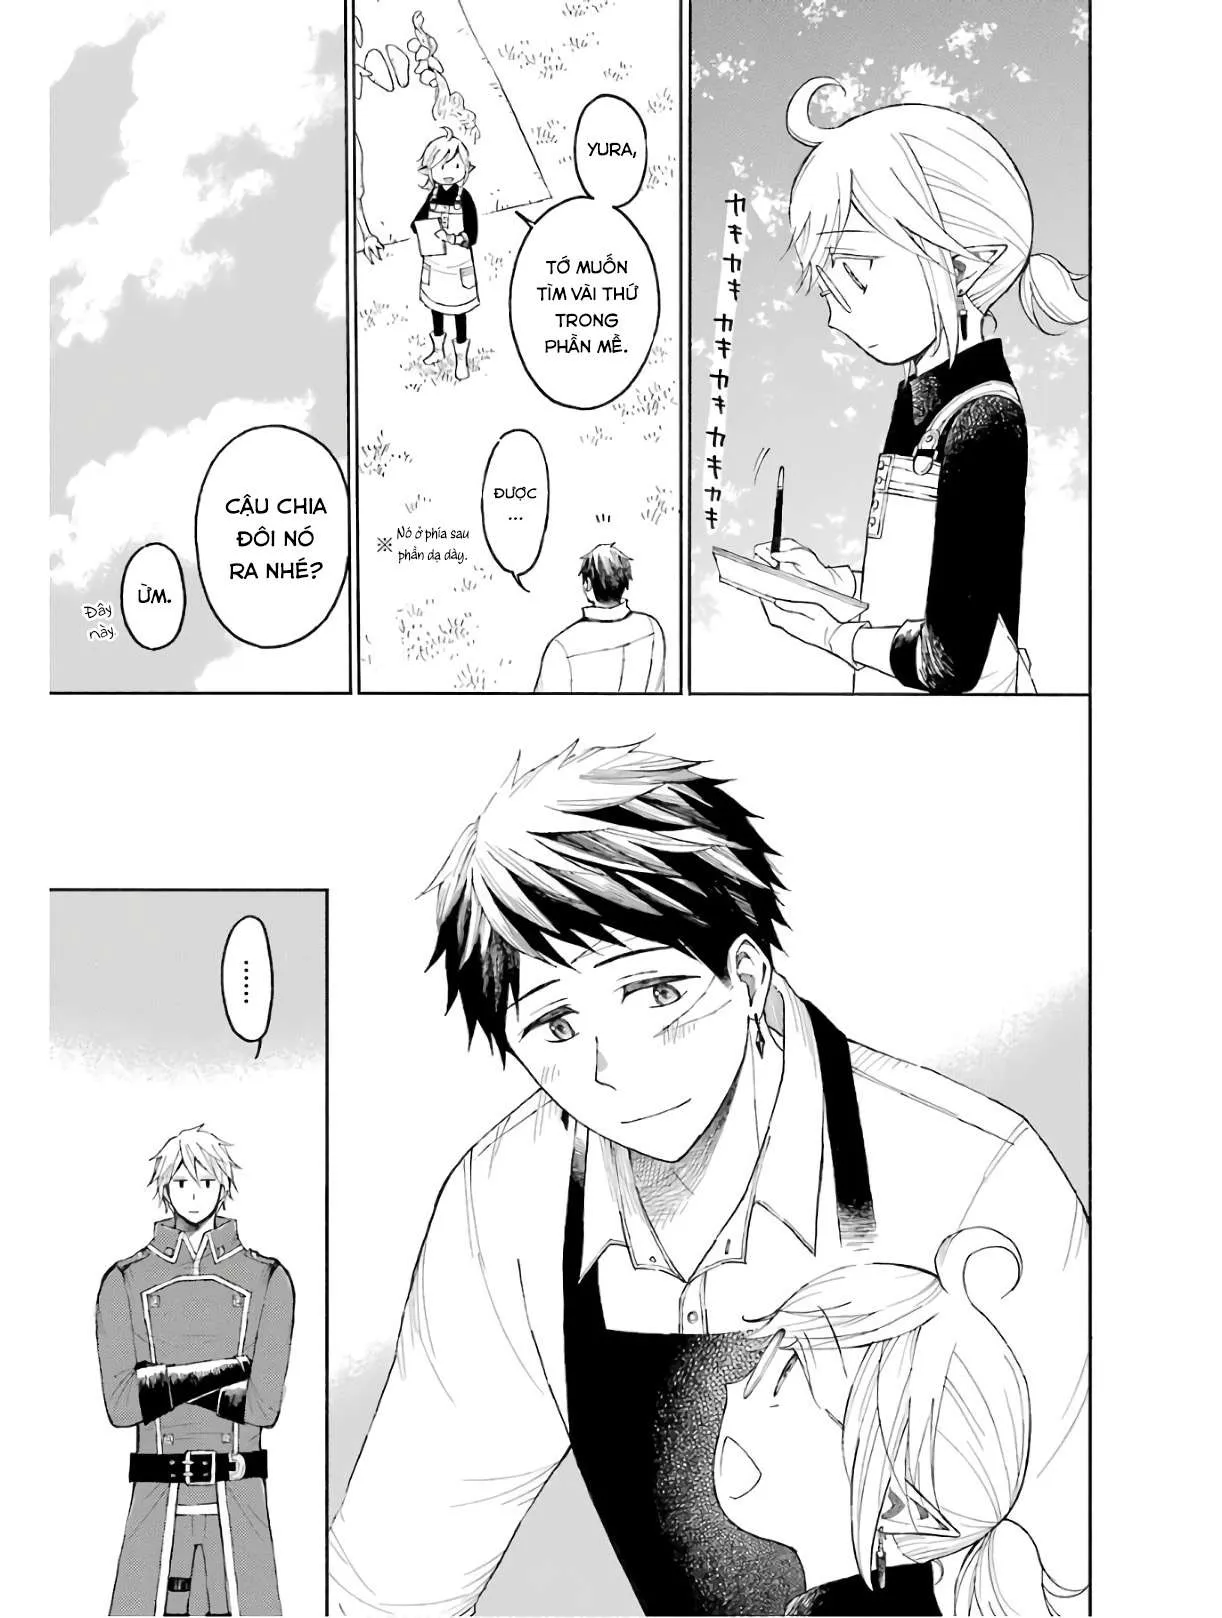 カキカキ カキカキ カキカキ
YURA,
TỚ MUỐN
TÌM VÀI THỨ
TRONG
PHẦN MỀ.
ĐƯỢC
...
※ Nó ở phía sau
phần dạ dày.
CẬU CHIA
ĐÔI NÓ
RA NHÉ?
ỪM.
Đây
này
.......